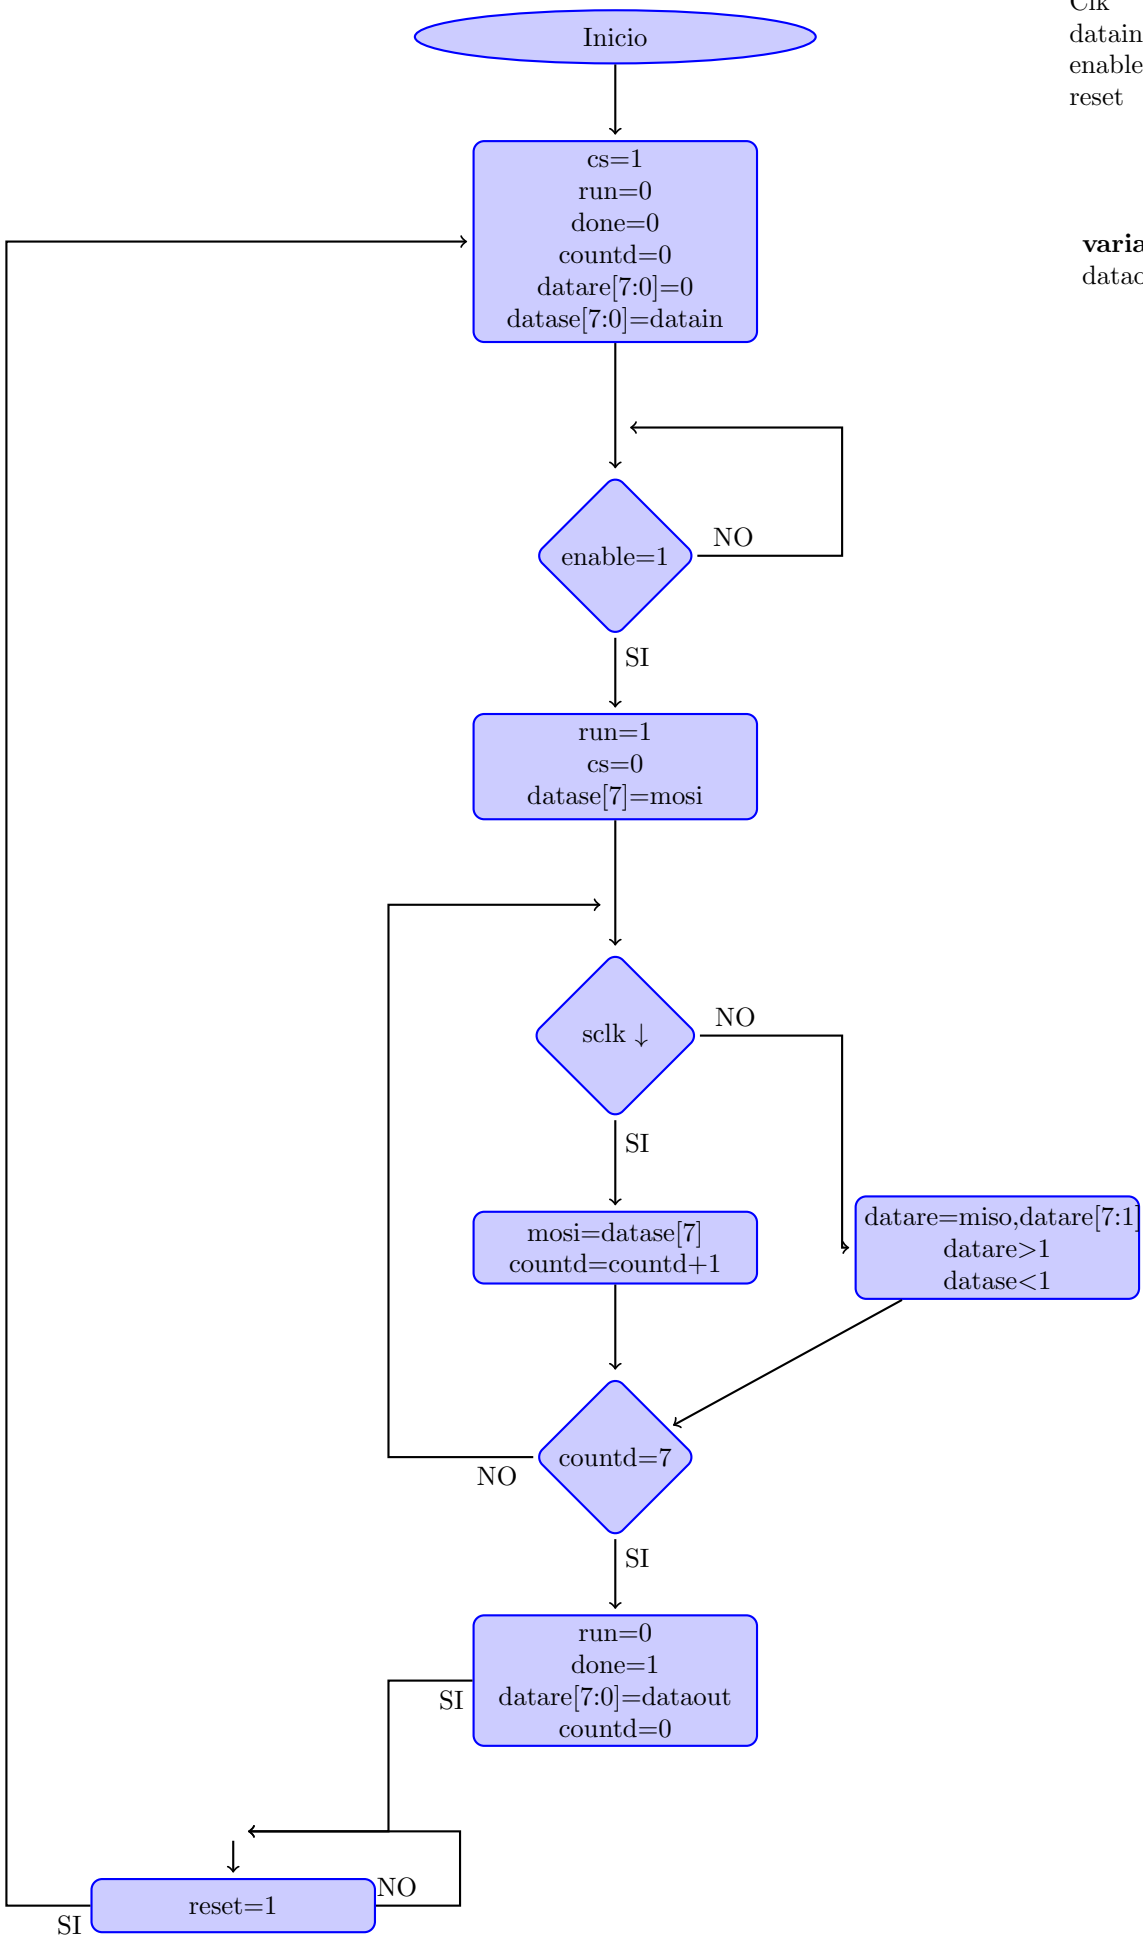 Inicio
Clk
datain
enable
reset
cs=1
run=0
done=0
countd=0
datare[7:0]=0
datase[7:0]=datain
enable=1
NO
SI
run=1
cs=0
datase[7]=mosi
sclk ↓
NO
SI
mosi=datase[7]
countd=countd+1
datare=miso,datare[7:1]
datare>1
datase<1
countd=7
NO
SI
run=0
done=1
datare[7:0]=dataout
countd=0
SI
reset=1
NO
SI